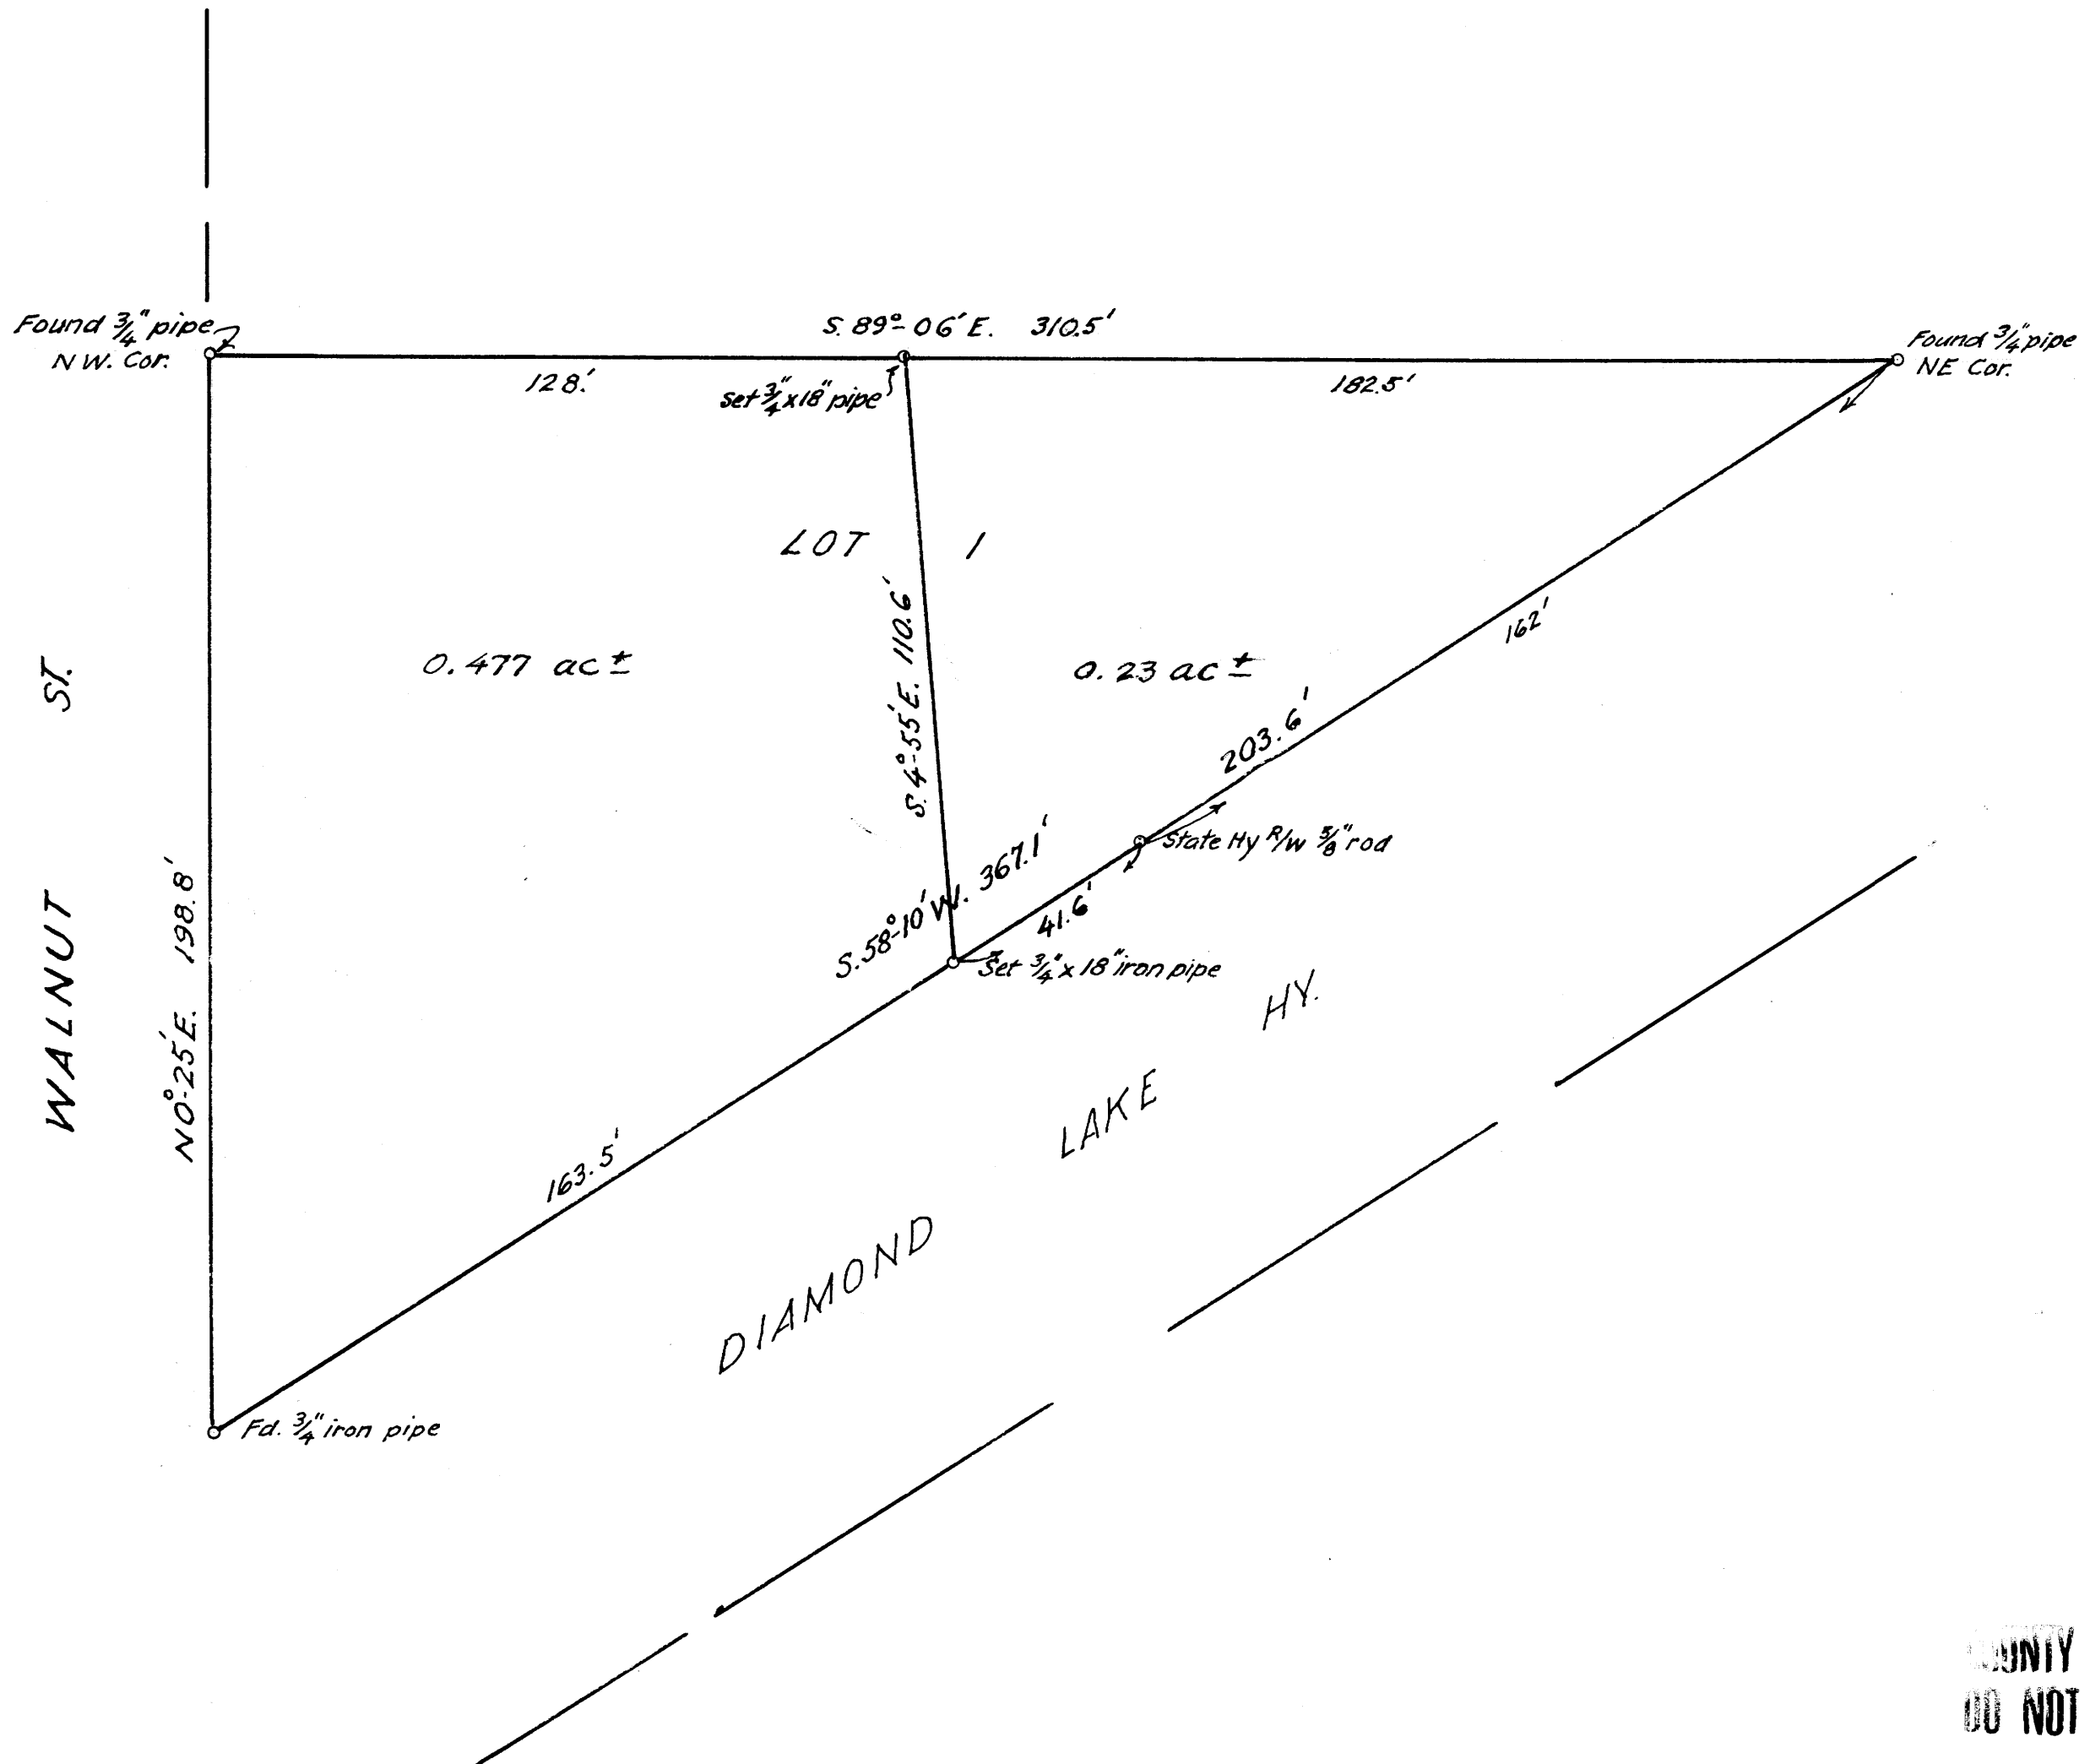 Found 3/4" pipe
N W. Cor.
S. 89°-06' E. 310.5'
Found 3/4" pipe
NE Cor.
128.'
set 3/4" x 18" pipe
182.5'
LOT 1
S. 4°-55' E. 110.6'
0.477 ac ±
0.23 ac ±
162'
203.6'
State Hy R/W 5/8" rod
S. 58°-10' W. 367.1'
41.6'
Set 3/4" x 18" iron pipe
WALNUT ST.
N 0°-25' E. 198.8'
163.5'
DIAMOND LAKE HY.
Fd. 3/4" iron pipe
DO NOT